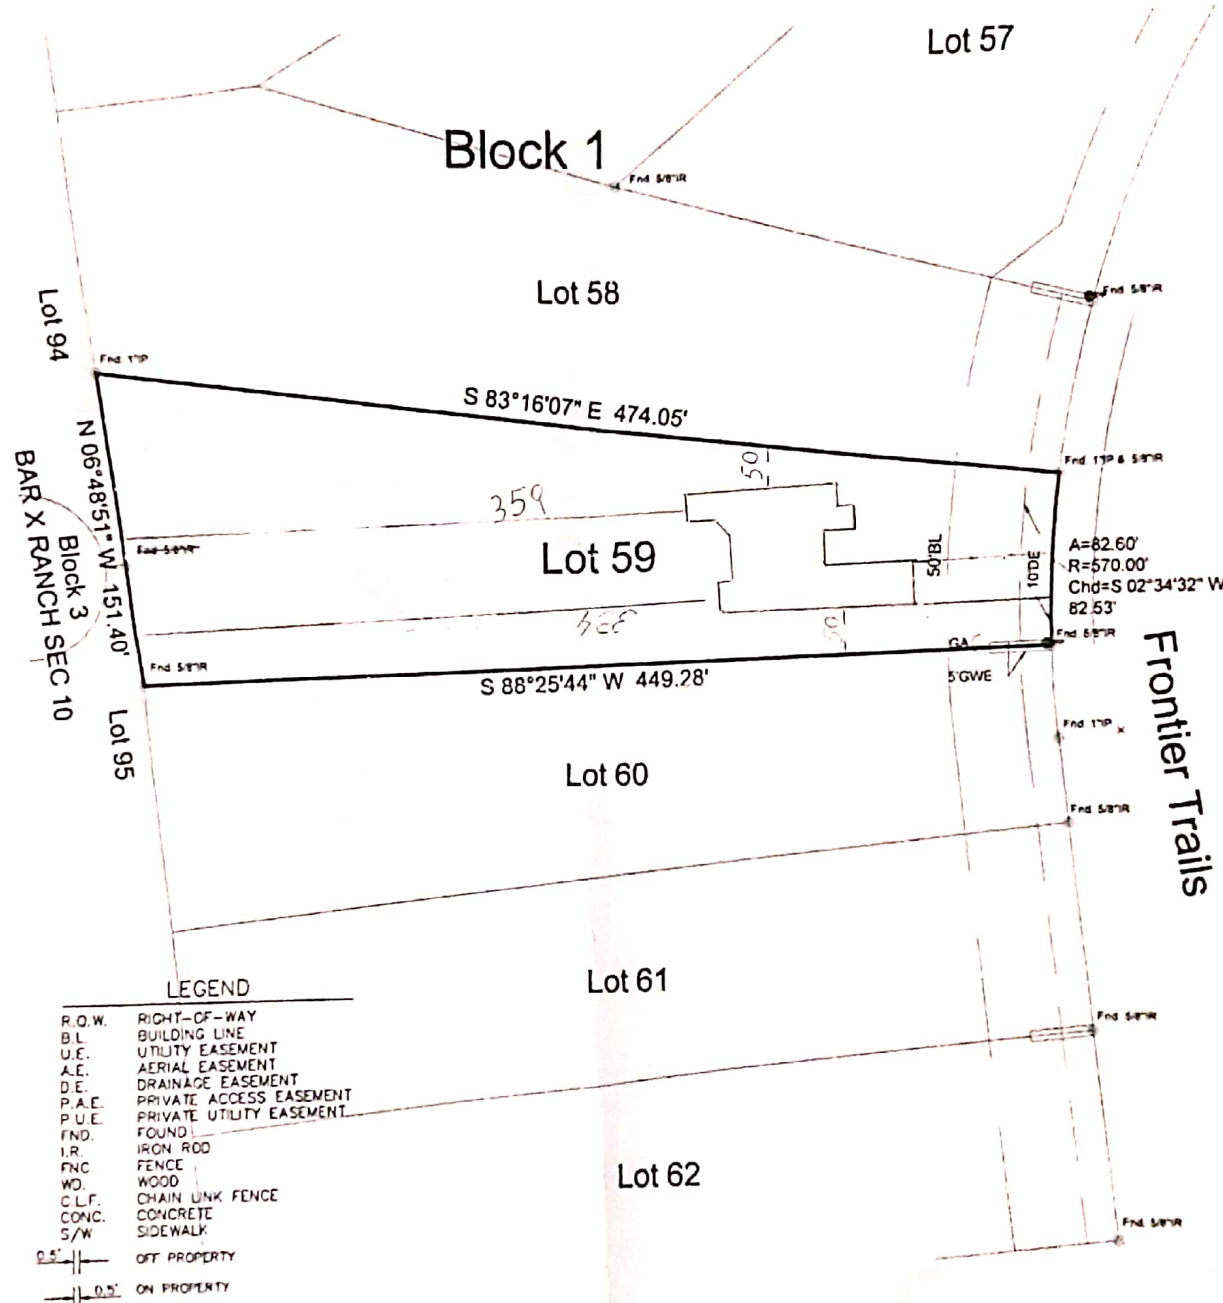 Lot 57
Block 1
Fnd 5/8"IR
Lot 58
Fnd 5/8"IR
Lot 94
Fnd 1"IP
S 83°16'07" E 474.05'
Fnd. 1"IP & 5/8"IR
50
359
N 06°48'51" W 151.40'
Fnd 5/8"IR
Lot 59
50'BL
10'DE
A=82.60'
R=570.00'
Chd=S 02°34'32" W
82.53'
Block 3
BAR X RANCH SEC 10
334
50
GA
Fnd. 5/8"IR
Fnd 5/8"IR
S 88°25'44" W 449.28'
5'GWE
Frontier Trails
Lot 95
Fnd 1"IP
Lot 60
Fnd 5/8"IR
Lot 61
Fnd 5/8"IR
Lot 62
Fnd 5/8"IR
LEGEND
R.O.W. RIGHT-OF-WAY
B.L. BUILDING LINE
U.E. UTILITY EASEMENT
A.E. AERIAL EASEMENT
D.E. DRAINAGE EASEMENT
P.A.E. PRIVATE ACCESS EASEMENT
P.U.E. PRIVATE UTILITY EASEMENT
FND. FOUND
I.R. IRON ROD
FNC FENCE
WD. WOOD
C.L.F. CHAIN LINK FENCE
CONC. CONCRETE
S/W SIDEWALK
0.5' OFF PROPERTY
0.5' ON PROPERTY